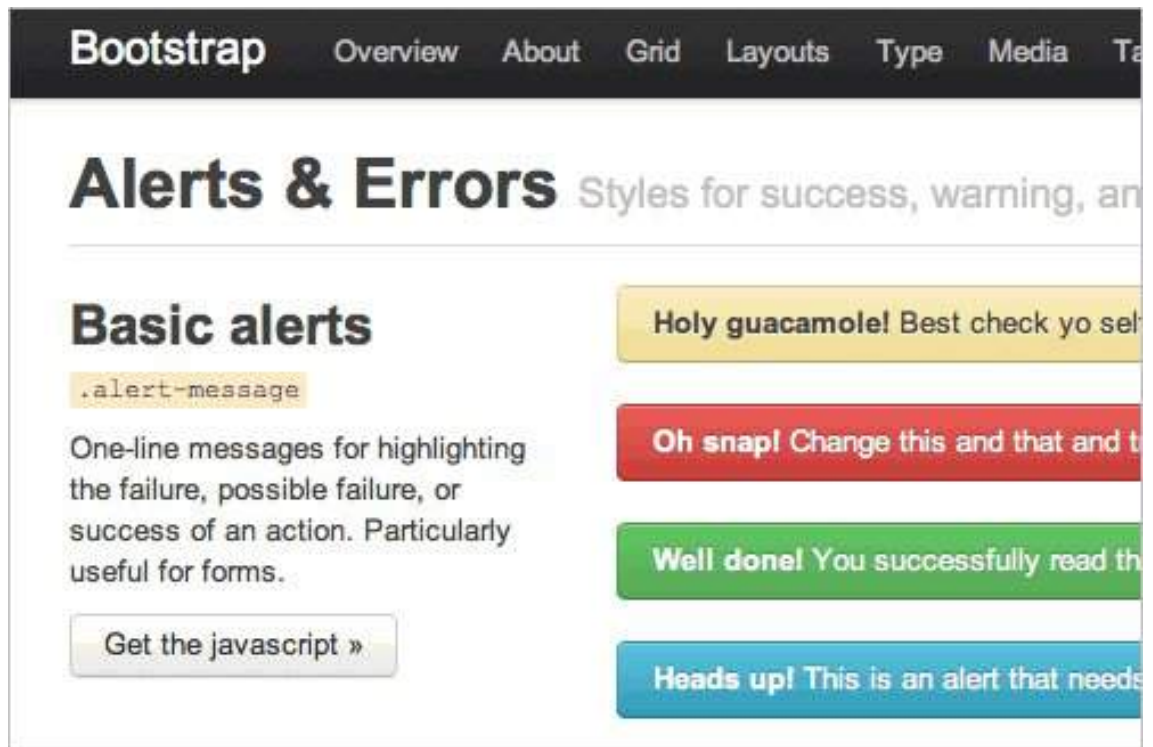 Bootstrap Overview About Grid Layouts Type Media
Alerts & Errors Styles for success, warning,
Basic alerts
.alert-message
One-line messages for highlighting
the failure, possible failure, or
success of an action. Particularly
useful for forms.
Get the javascript »
Holy guacamole! Best check yo
Oh snap! Change this and that and
Well done! You successfully read
Heads up! This is an alert that needs